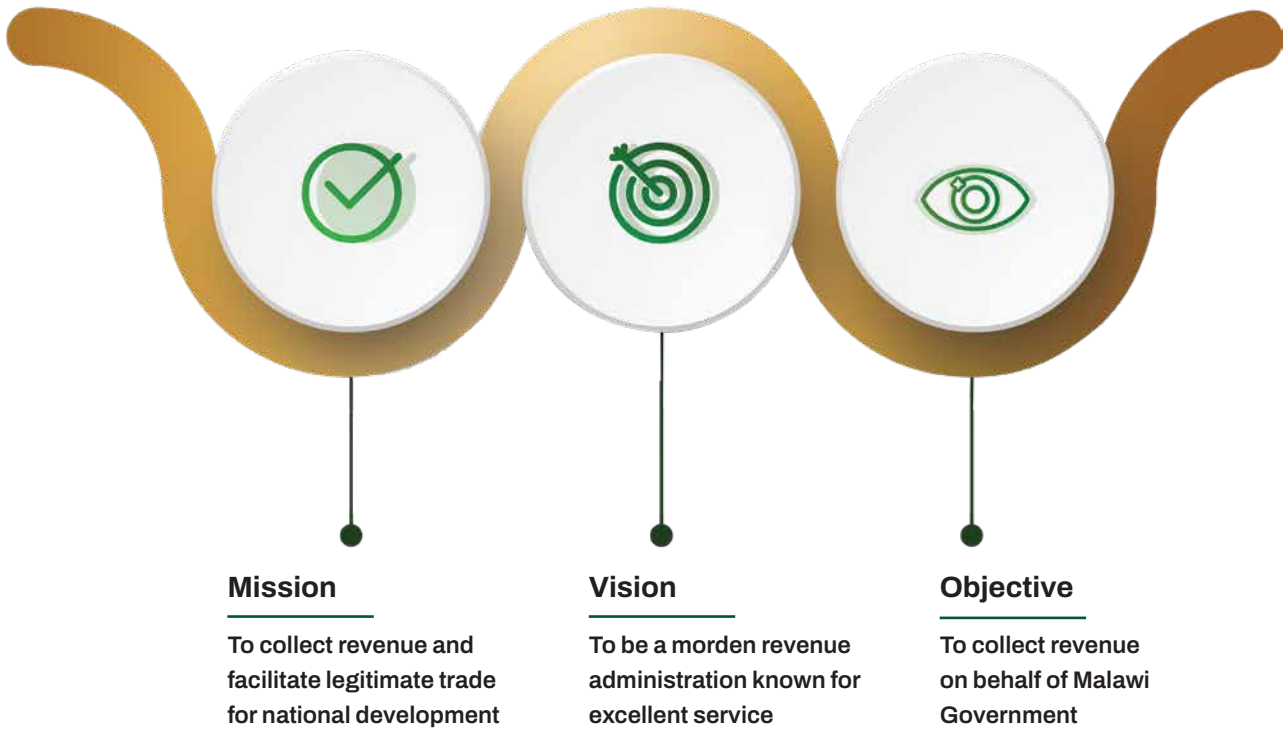 Mission
To collect revenue and
facilitate legitimate trade
for national development
Vision
To be a morden revenue
administration known for
excellent service
Objective
To collect revenue
on behalf of Malawi
Government